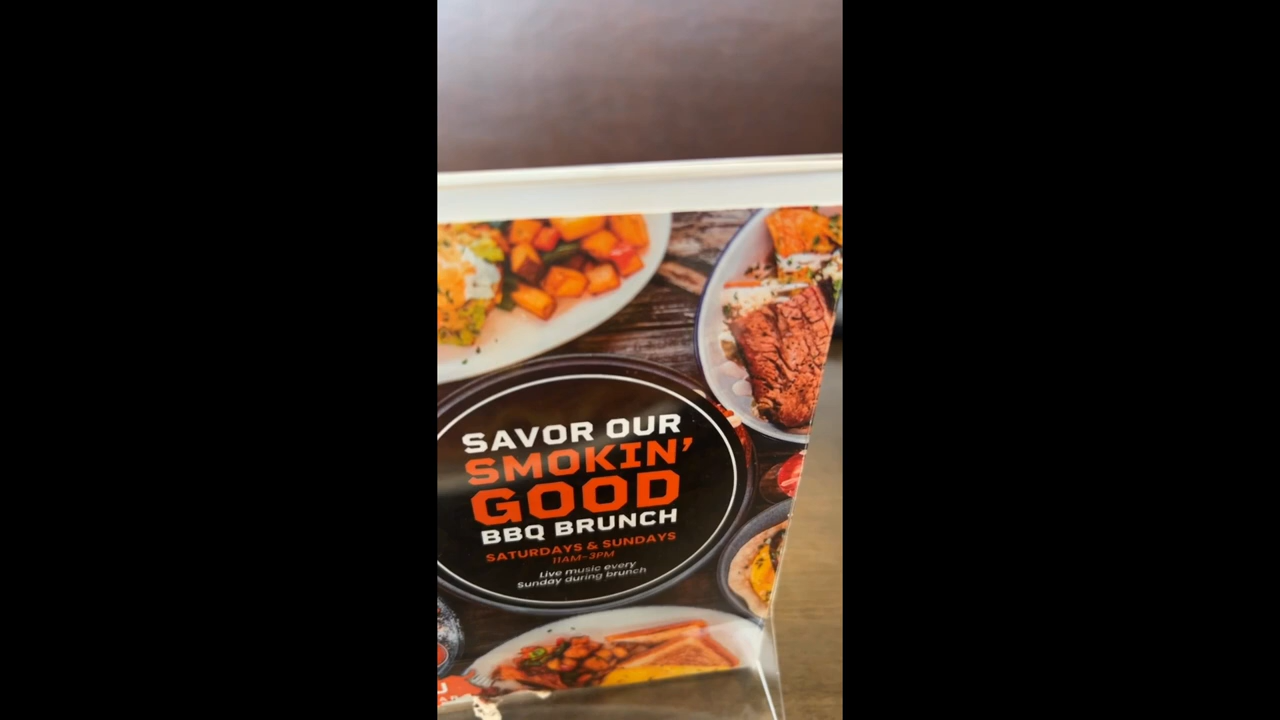 SAVOR OUR
SMOKIN'
GOOD
BBQ BRUNCH
SATURDAYS & SUNDAYS
11AM-3PM
Live music every
Sunday during brunch